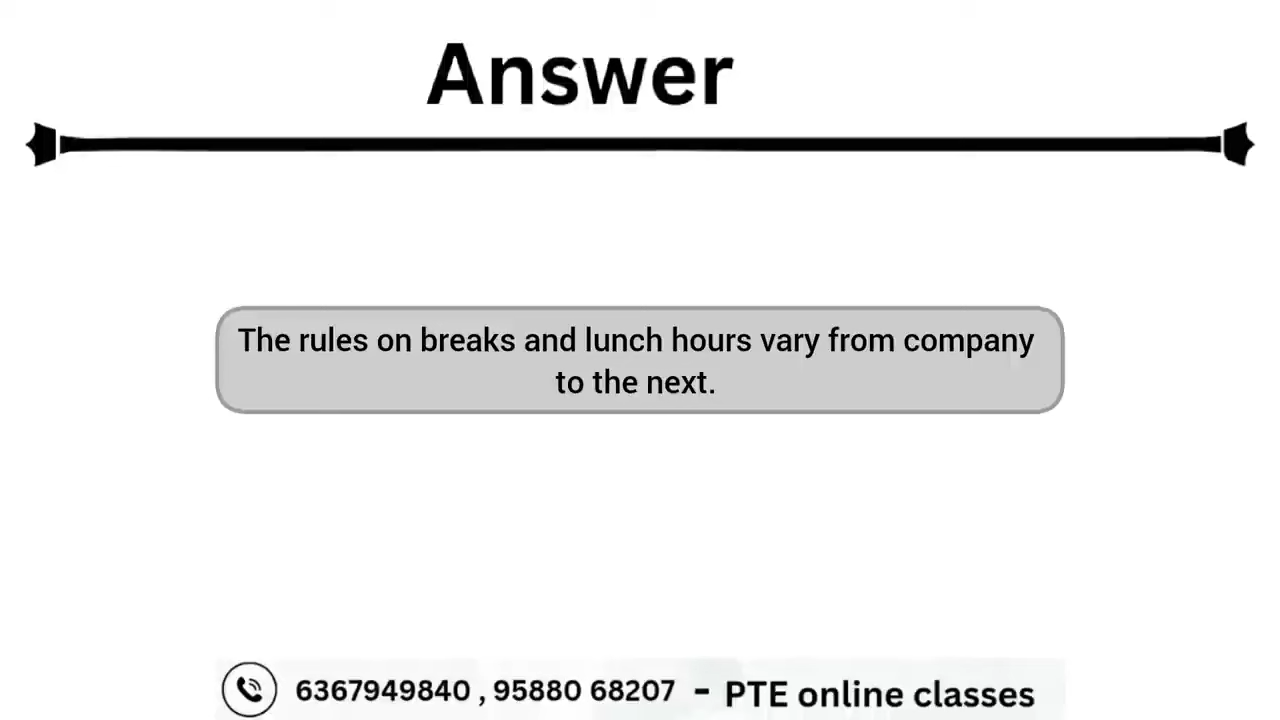 Answer
The rules on breaks and lunch hours vary from company
to the next.
6367949840 , 95880 68207 - PTE online classes